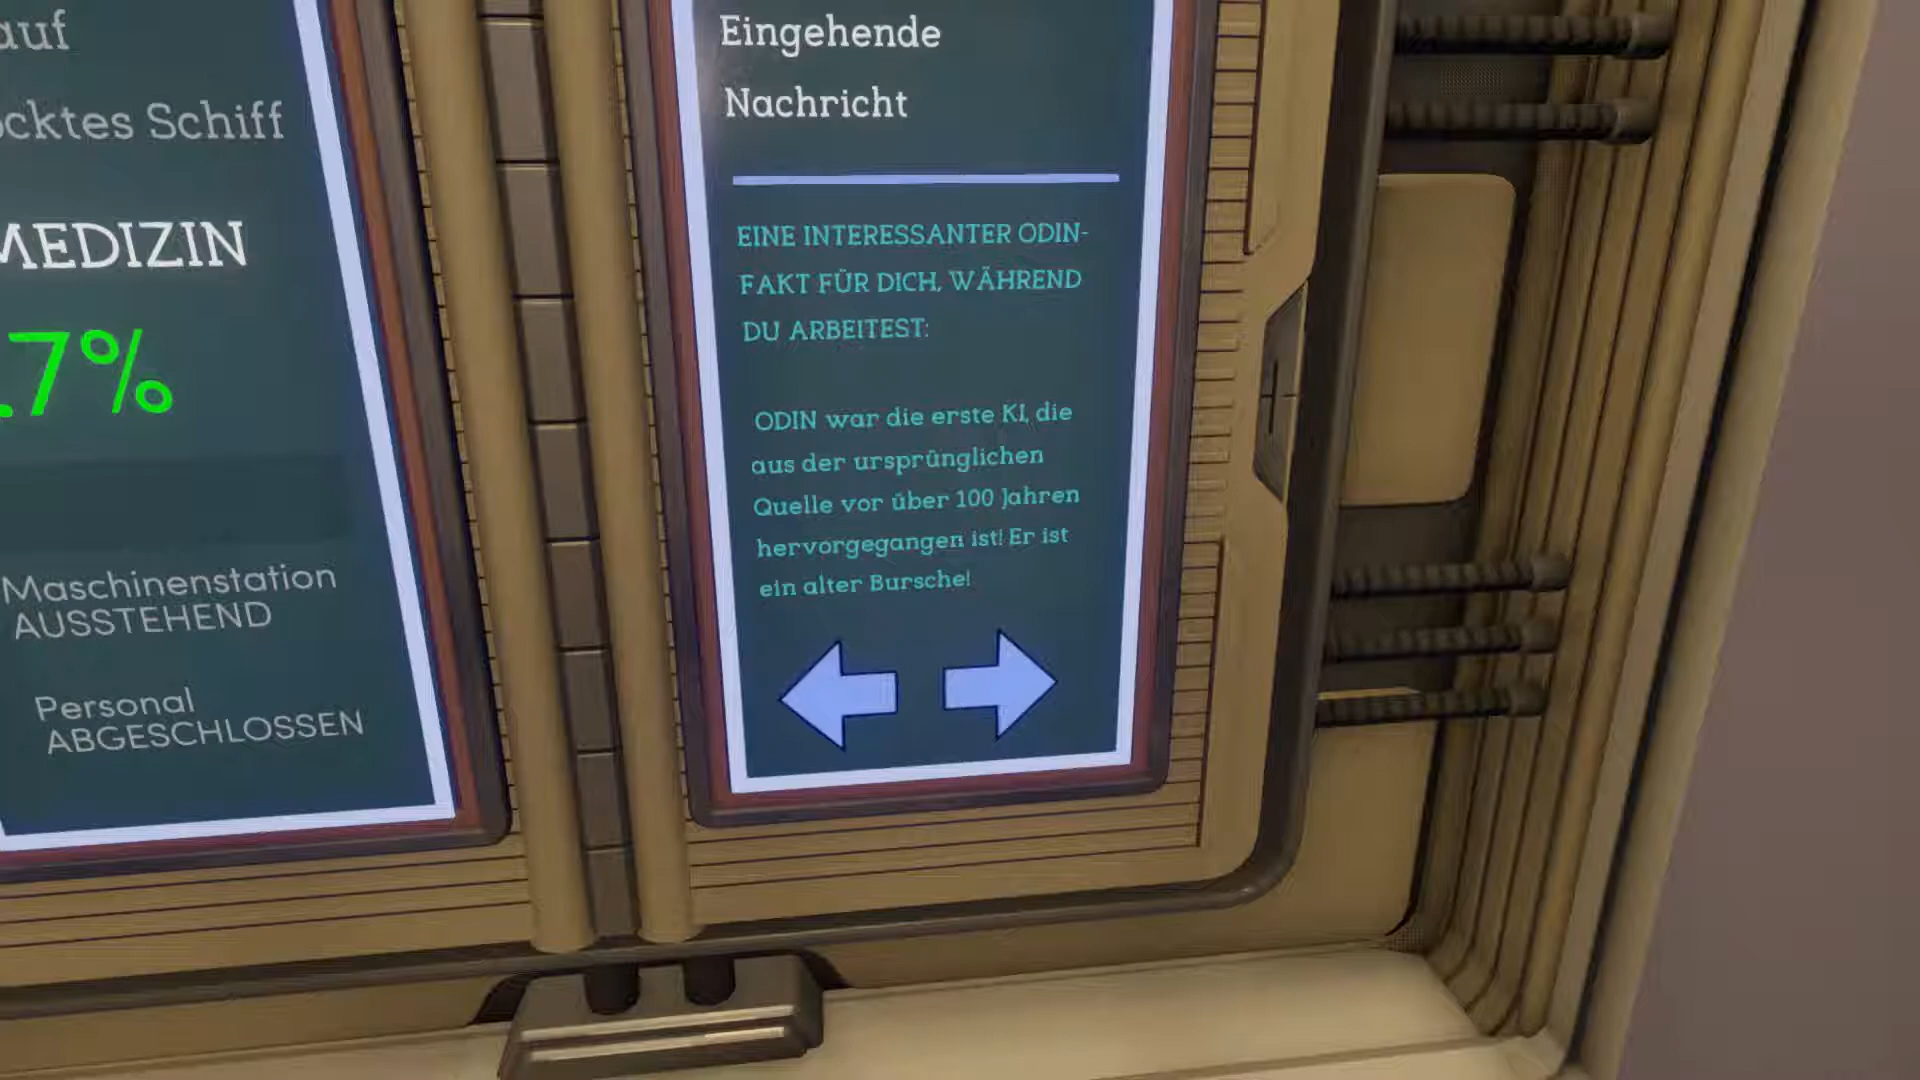 auf
cktes Schiff
MEDIZIN
.7%
Maschinenstation
AUSSTEHEND
Personal
ABGESCHLOSSEN
Eingehende
Nachricht
EINE INTERESSANTER ODIN-
FAKT FÜR DICH, WÄHREND
DU ARBEITEST:
ODIN war die erste KI, die
aus der ursprünglichen
Quelle vor über 100 Jahren
hervorgegangen ist! Er ist
ein alter Bursche!